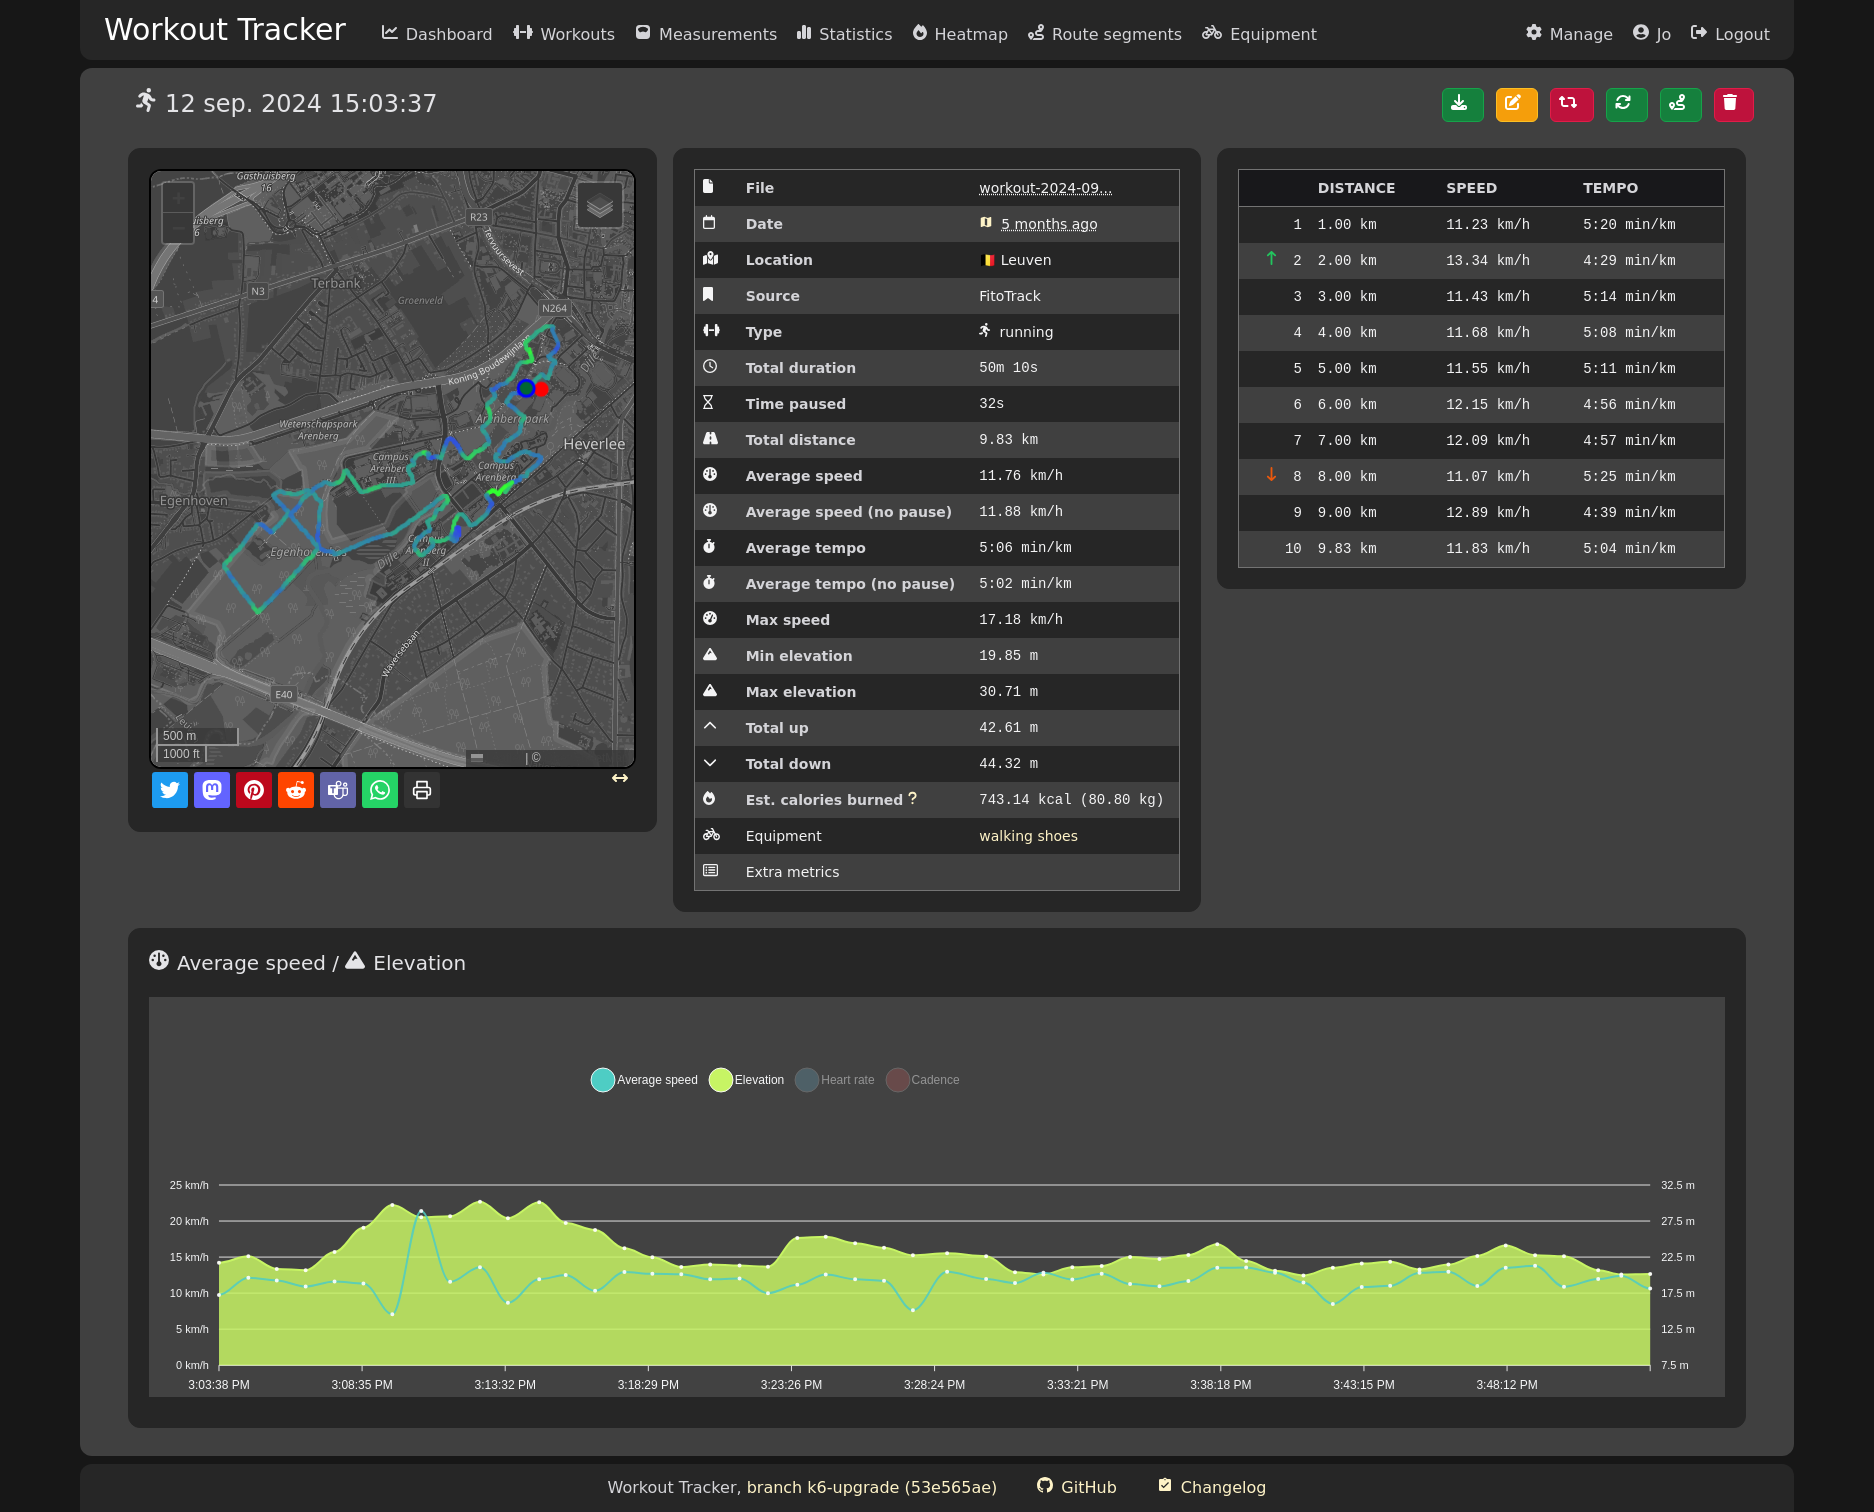 Workout Tracker Dashboard Workouts Measurements Statistics Heatmap Route segments Equipment Manage Jo Logout
12 sep. 2024 15:03:37
Gasthuisberg
16
R23
Tervuursevest
Terbank
N3
Groenveld
4
N264
Koning Boudewijnlaan
Dijle
Wetenschapspark
Arenberg
Arenbergpark
Heverlee
Campus
Arenberg
III
Campus
Arenberg
I
Egenhoven
Egenhovenbos
Dijle
Campus
Arenberg
II
Waversebaan
E40
500 m
1000 ft
| ©
File workout-2024-09...
Date 5 months ago
Location Leuven
Source FitoTrack
Type running
Total duration 50m 10s
Time paused 32s
Total distance 9.83 km
Average speed 11.76 km/h
Average speed (no pause) 11.88 km/h
Average tempo 5:06 min/km
Average tempo (no pause) 5:02 min/km
Max speed 17.18 km/h
Min elevation 19.85 m
Max elevation 30.71 m
Total up 42.61 m
Total down 44.32 m
Est. calories burned ? 743.14 kcal (80.80 kg)
Equipment walking shoes
Extra metrics
DISTANCE SPEED TEMPO
1 1.00 km 11.23 km/h 5:20 min/km
↑ 2 2.00 km 13.34 km/h 4:29 min/km
3 3.00 km 11.43 km/h 5:14 min/km
4 4.00 km 11.68 km/h 5:08 min/km
5 5.00 km 11.55 km/h 5:11 min/km
6 6.00 km 12.15 km/h 4:56 min/km
7 7.00 km 12.09 km/h 4:57 min/km
↓ 8 8.00 km 11.07 km/h 5:25 min/km
9 9.00 km 12.89 km/h 4:39 min/km
10 9.83 km 11.83 km/h 5:04 min/km
Average speed / Elevation
Average speed Elevation Heart rate Cadence
25 km/h 32.5 m
20 km/h 27.5 m
15 km/h 22.5 m
10 km/h 17.5 m
5 km/h 12.5 m
0 km/h 7.5 m
3:03:38 PM 3:08:35 PM 3:13:32 PM 3:18:29 PM 3:23:26 PM 3:28:24 PM 3:33:21 PM 3:38:18 PM 3:43:15 PM 3:48:12 PM
Workout Tracker, branch k6-upgrade (53e565ae) GitHub Changelog